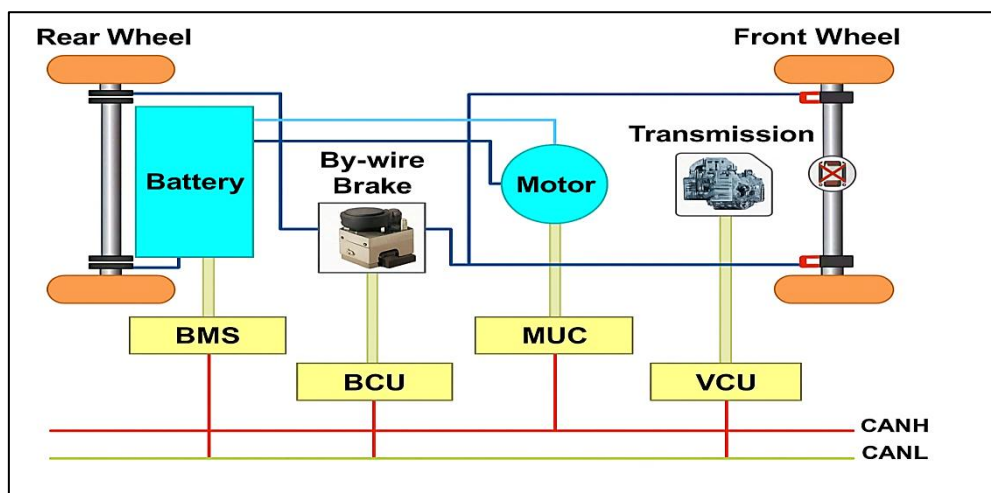 Rear Wheel
Front Wheel
Transmission
By-wire
Brake
Battery
Motor
BMS
MUC
BCU
VCU
CANH
CANL